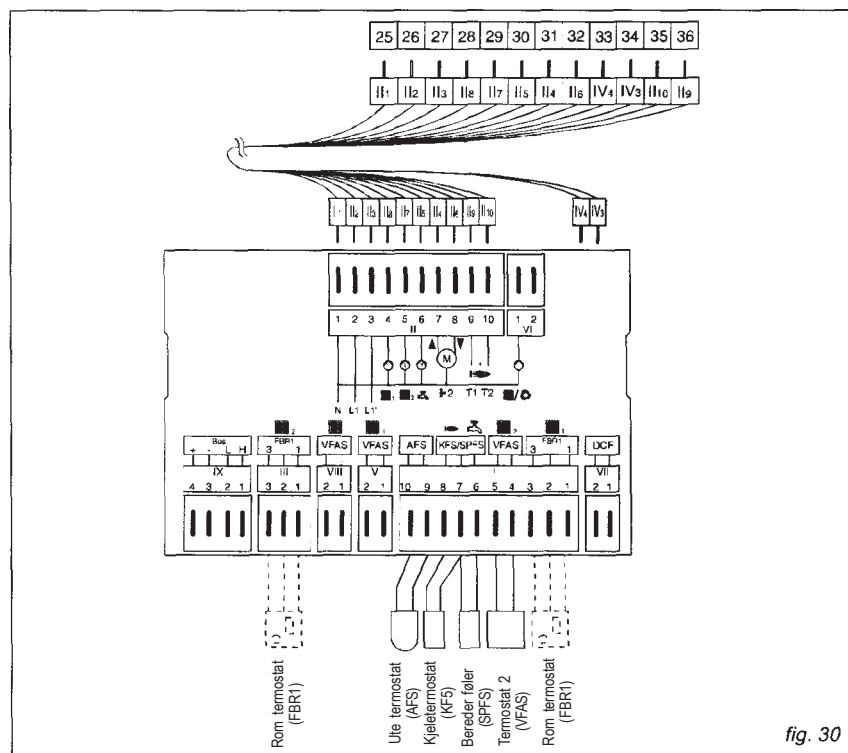 25 26 27 28 29 30 31 32 33 34 35 36
II1 II2 II3 II8 II7 II5 II4 II6 IV4 IV3 II10 II9
II2 II3 II8 II7 II5 II4 II6 II9 II10 IV4 IV3
1 2 3 4 5 6 7 8 9 10 1 2
II VI
M
1 2 2 T1 T2
N L1 L1'
2 1 2 1
Bus FBR1 VFAS VFAS AFS KFS/SPFS VFAS FBR1 DCF
+ - L H 3 1 3 1
IX III VIII V I VII
4 3 2 1 3 2 1 2 1 2 1 10 9 8 7 6 5 4 3 2 1 2 1
Rom termostat
(FBR1)
Ute termostat
(AFS)
Kjeletermostat
(KF5)
Bereder føler
(SPFS)
Termostat 2
(VFAS)
Rom termostat
(FBR1)
fig. 30